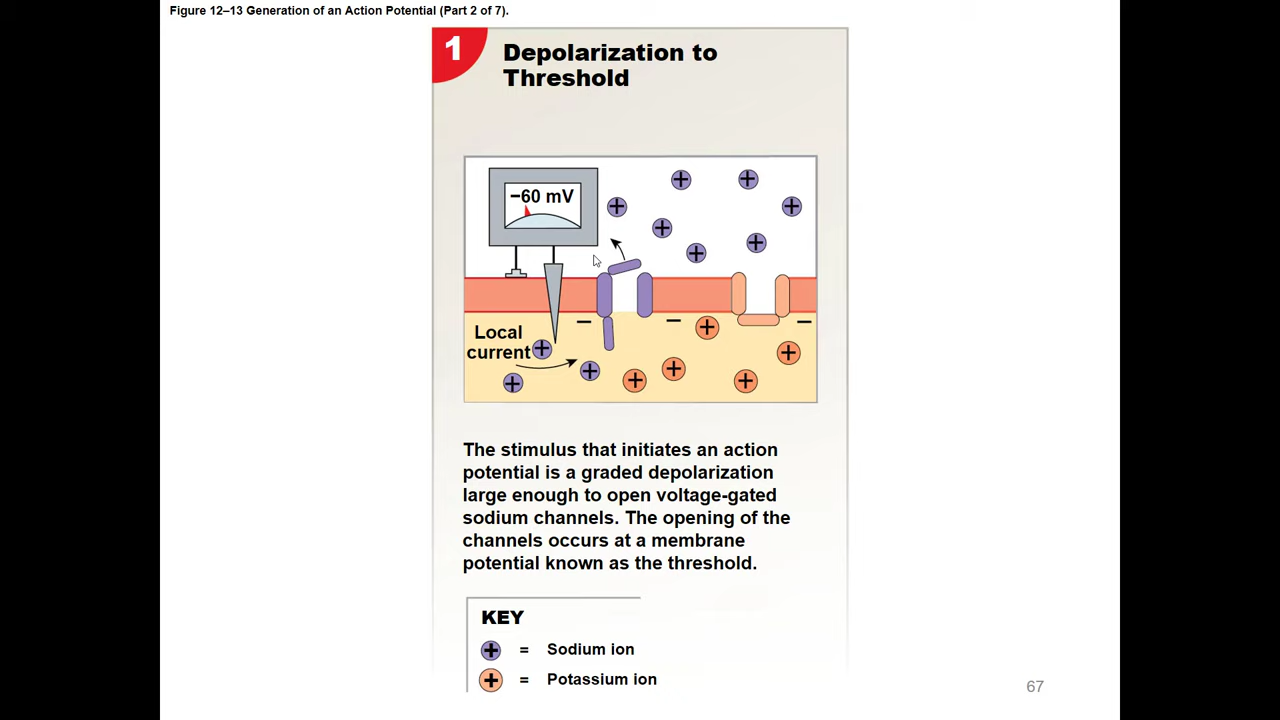 Figure 12–13 Generation of an Action Potential (Part 2 of 7).
1
Depolarization to
Threshold
−60 mV
Local
current
The stimulus that initiates an action
potential is a graded depolarization
large enough to open voltage-gated
sodium channels. The opening of the
channels occurs at a membrane
potential known as the threshold.
KEY
+ = Sodium ion
+ = Potassium ion
67